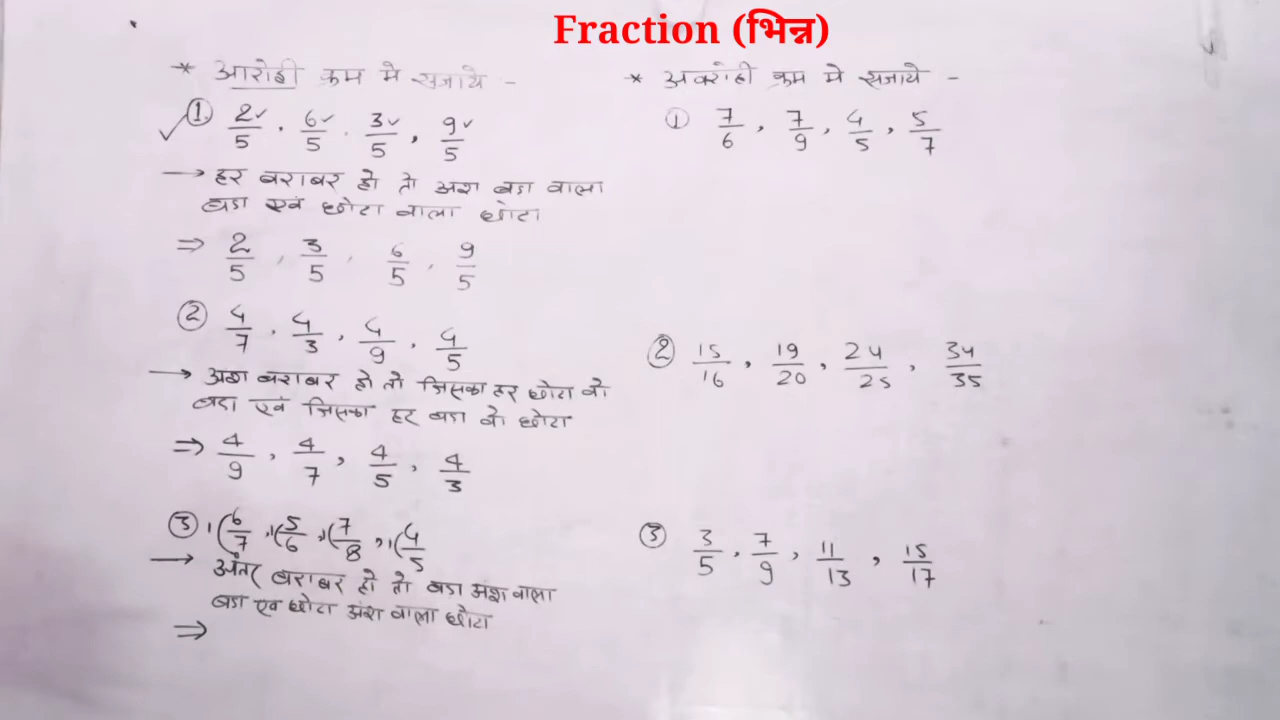 Fraction (भिन्न)
* आरोही क्रम मे सजाये -
① 2/5, 6/5, 3/5, 9/5
→ हर बराबर हो तो अंश बडा वाला
बडा एवं छोटा वाला छोटा
⇒ 2/5, 3/5, 6/5, 9/5
② 4/7, 4/3, 4/9, 4/5
→ अंश बराबर हो तो जिसका हर छोटा वो
बडा एवं जिसका हर बडा वो छोटा
⇒ 4/9, 4/7, 4/5, 4/3
③ 1(6/7, 1(5/6, 1(7/8, 1(4/5
→ अंतर बराबर हो तो बडा अंश वाला
बडा एव छोटा अंश वाला छोटा
⇒
* अवरोही क्रम मे सजाये -
① 7/6, 7/9, 4/5, 5/7
② 15/16, 19/20, 24/25, 34/35
③ 3/5, 7/9, 11/13, 15/17